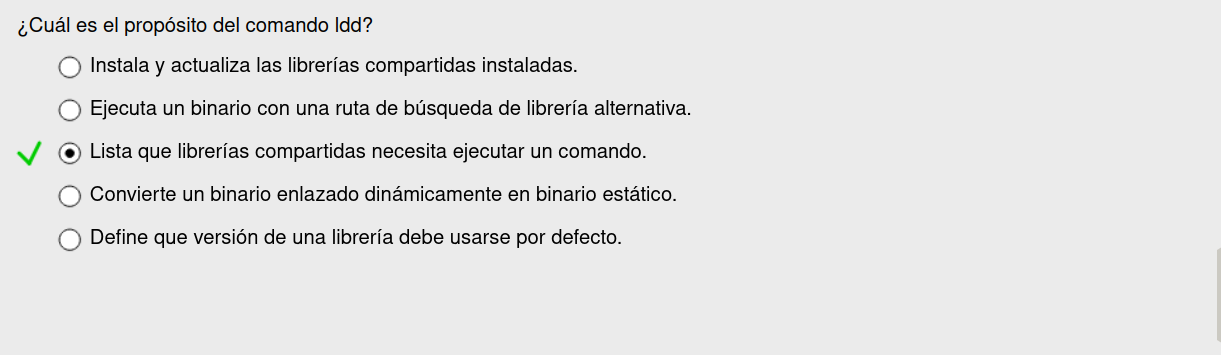 ¿Cuál es el propósito del comando ldd?
Instala y actualiza las librerías compartidas instaladas.
Ejecuta un binario con una ruta de búsqueda de librería alternativa.
Lista que librerías compartidas necesita ejecutar un comando.
Convierte un binario enlazado dinámicamente en binario estático.
Define que versión de una librería debe usarse por defecto.